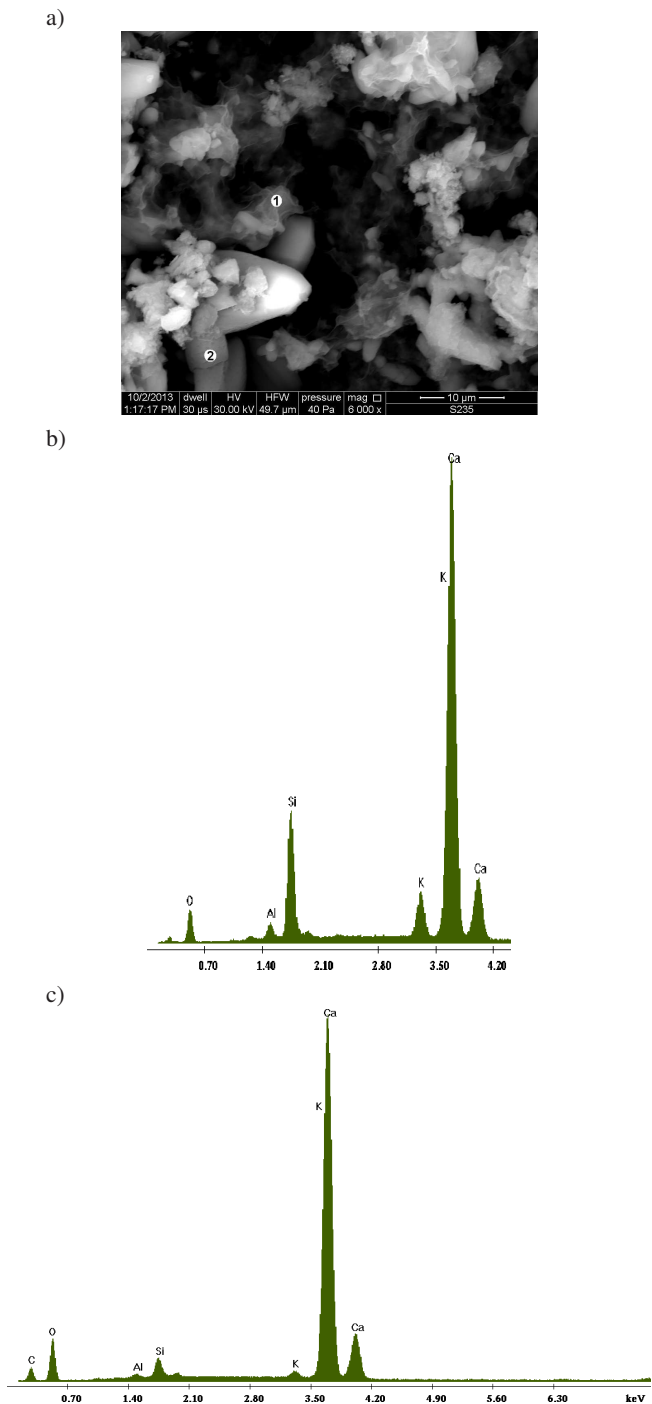 a)
1
2
10/2/2013 dwell HV HFW pressure mag □ 10 µm
1:17:17 PM 30 µs 30.00 kV 49.7 µm 40 Pa 6 000 x S235
b)
Ca
K
Si
O Al K Ca
0.70 1.40 2.10 2.80 3.50 4.20
c)
Ca
K
C O Al Si K Ca
0.70 1.40 2.10 2.80 3.50 4.20 4.90 5.60 6.30 keV